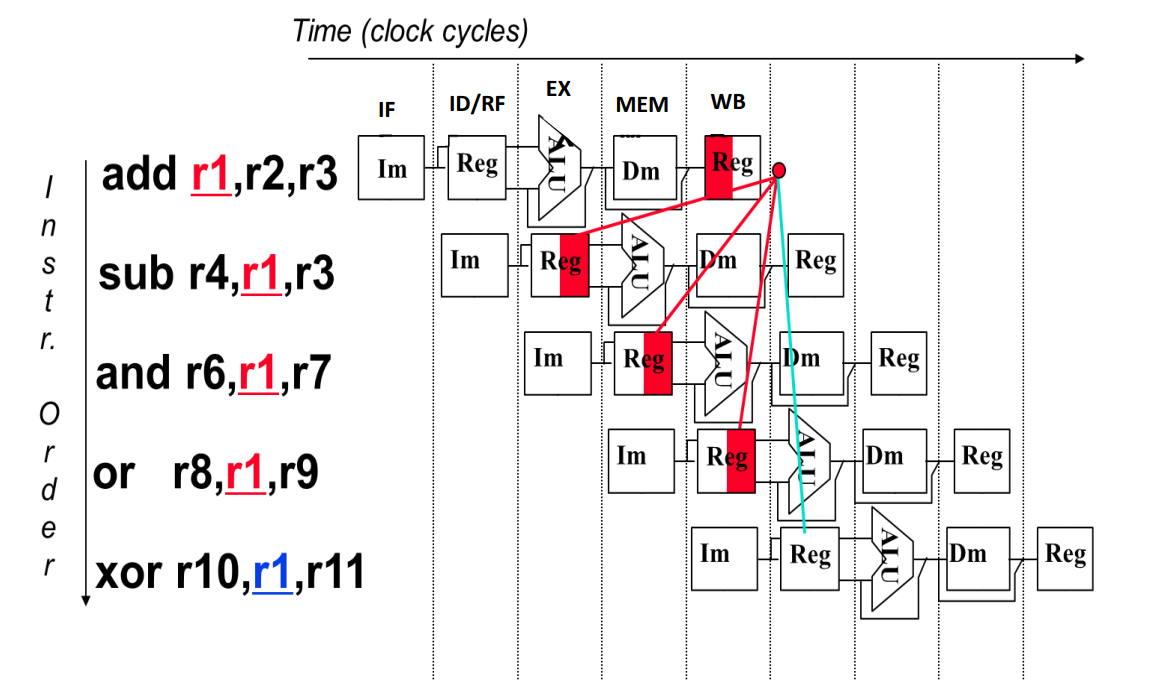 Time (clock cycles)
IF ID/RF EX MEM WB
Instr. Order
add r1,r2,r3
Im Reg ALU Dm Reg
sub r4,r1,r3
Im Reg ALU Dm Reg
and r6,r1,r7
Im Reg ALU Dm Reg
or r8,r1,r9
Im Reg ALU Dm Reg
xor r10,r1,r11
Im Reg ALU Dm Reg